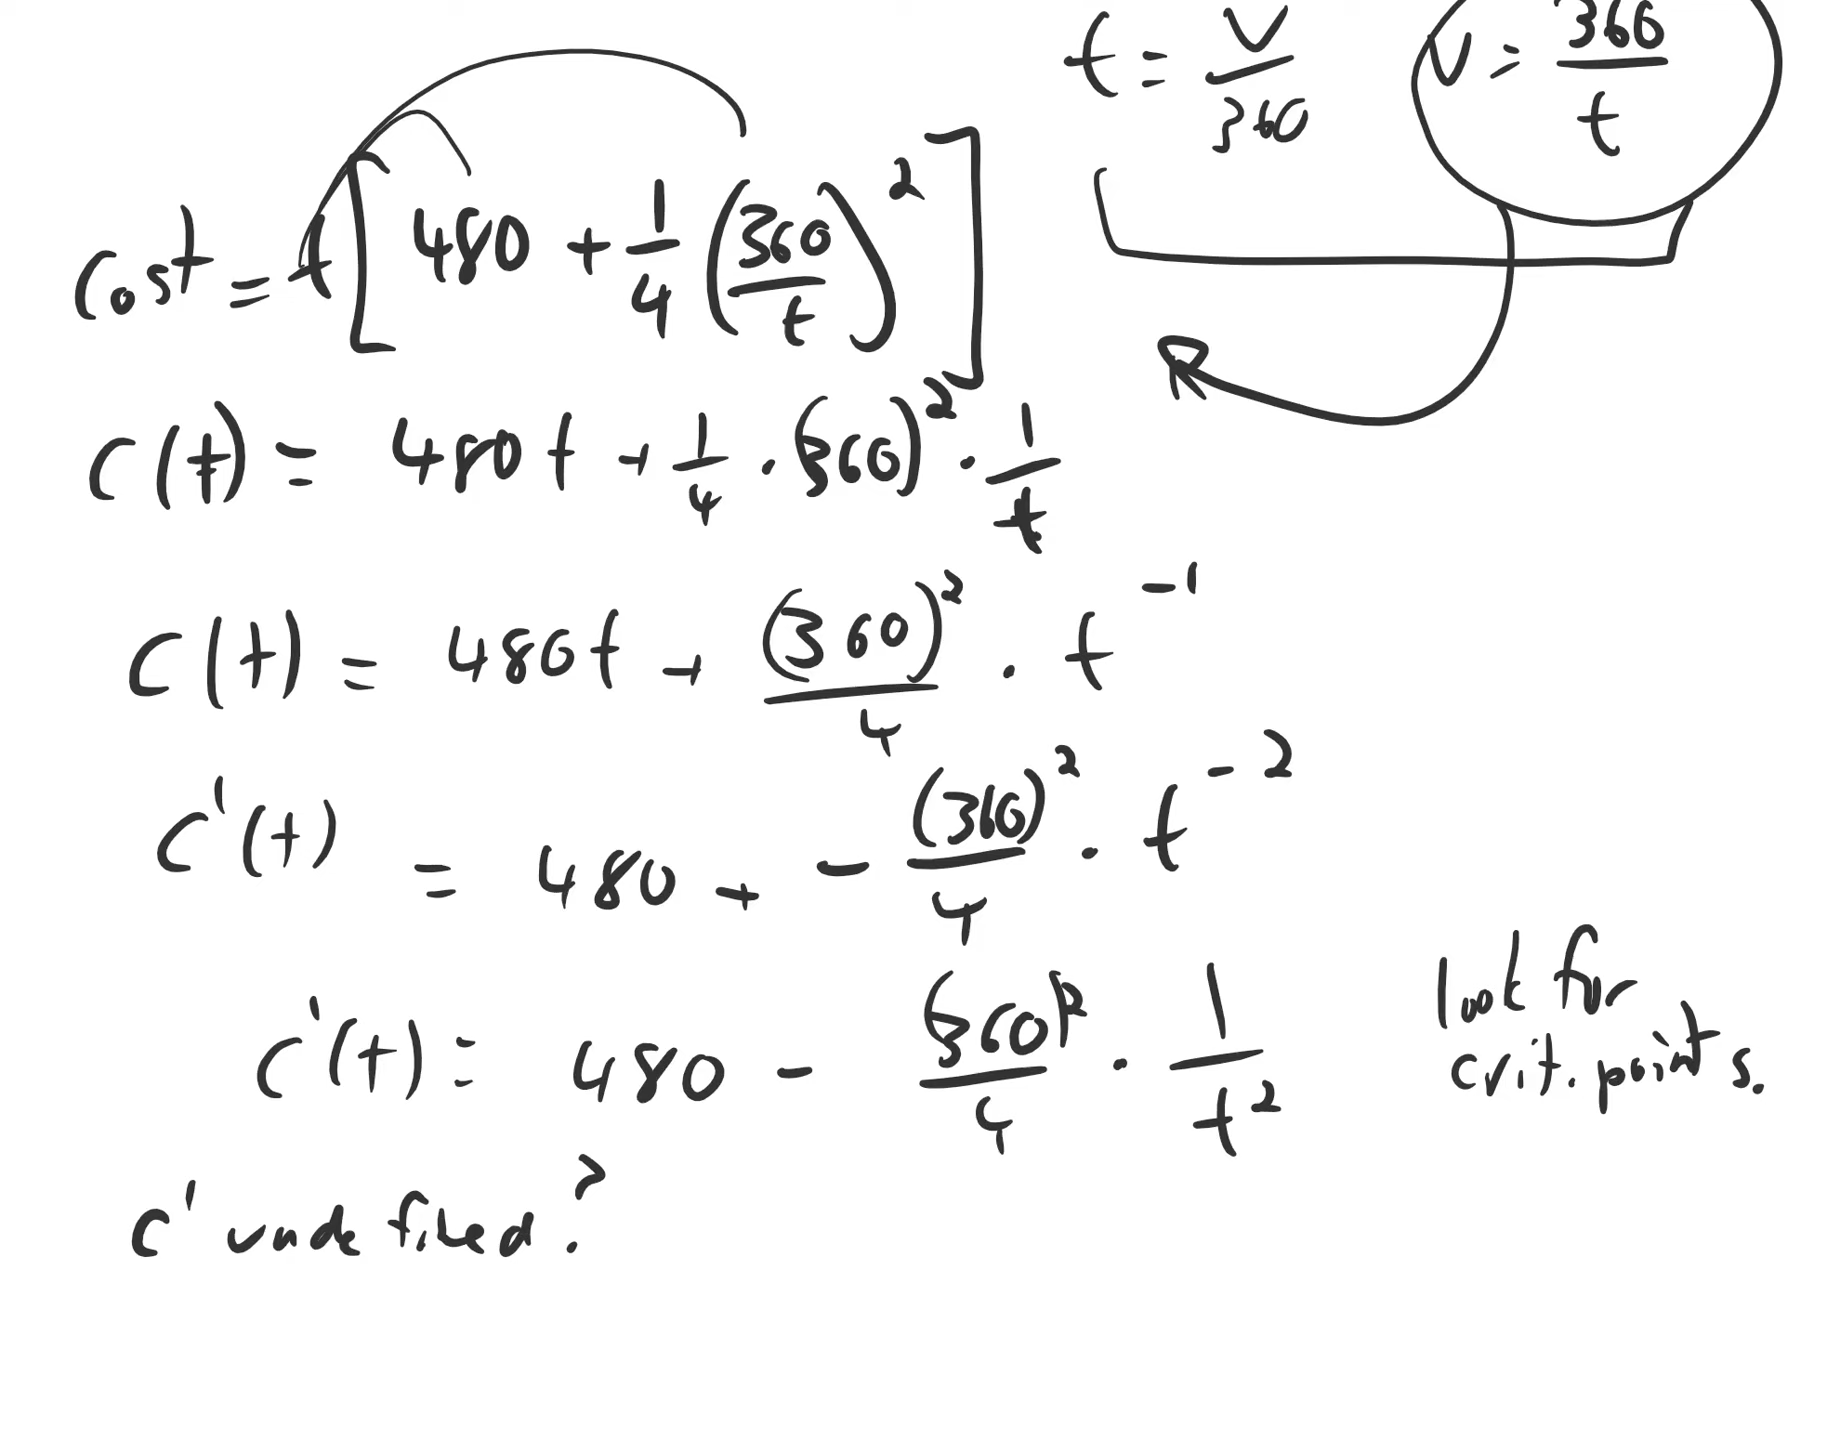 t = V/360 V = 360/t
Cost = t[480 + 1/4 (360/t)²]
C(t) = 480t + 1/4 · (360)² · 1/t
C(t) = 480t + (360)²/4 · t⁻¹
C'(t) = 480 + - (360)²/4 · t⁻²
C'(t) = 480 - (360)²/4 · 1/t²
look for
crit. points.
C' undefined?